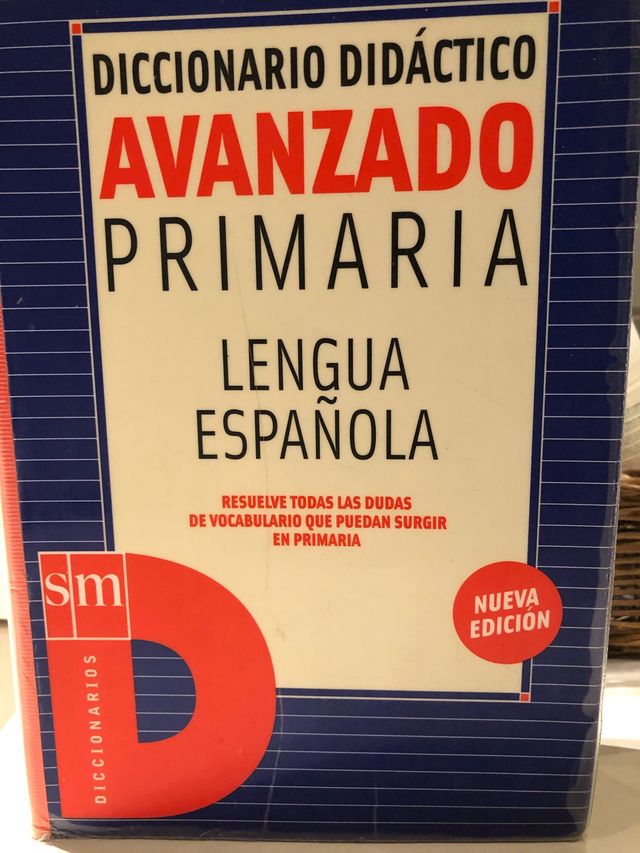 DICCIONARIO DIDÁCTICO
AVANZADO
PRIMARIA
LENGUA
ESPAÑOLA
RESUELVE TODAS LAS DUDAS
DE VOCABULARIO QUE PUEDAN SURGIR
EN PRIMARIA
NUEVA
EDICIÓN
sm
DICCIONARIOS
D